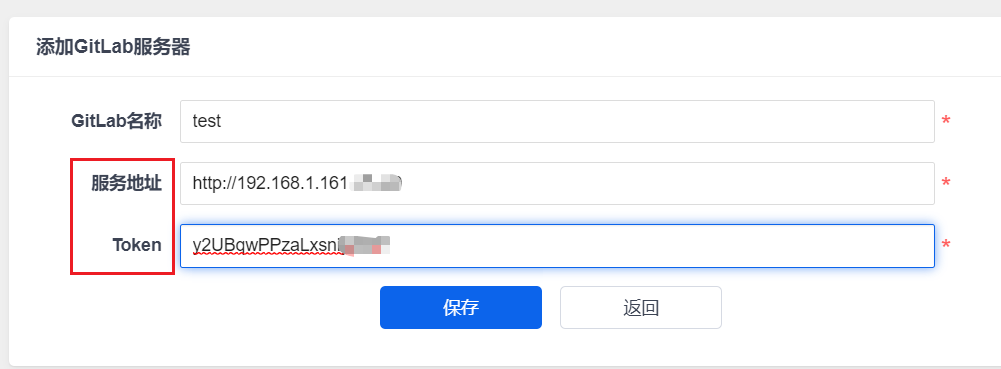 添加GitLab服务器
GitLab名称 test *
服务地址 http://192.168.1.161 *
Token y2UBgwPPzaLxsn *
保存 返回